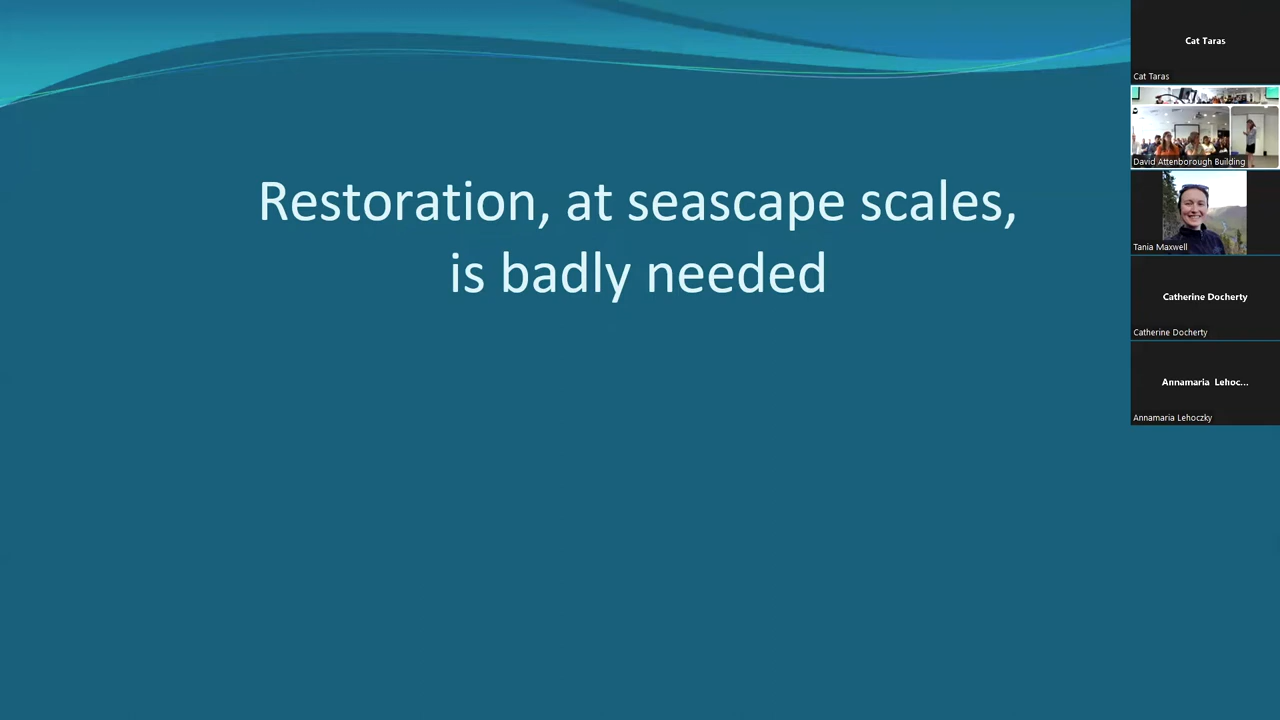 Restoration, at seascape scales,
is badly needed
Cat Taras
Cat Taras
David Attenborough Building
Tania Maxwell
Catherine Docherty
Catherine Docherty
Annamaria Lehoc...
Annamaria Lehoczky